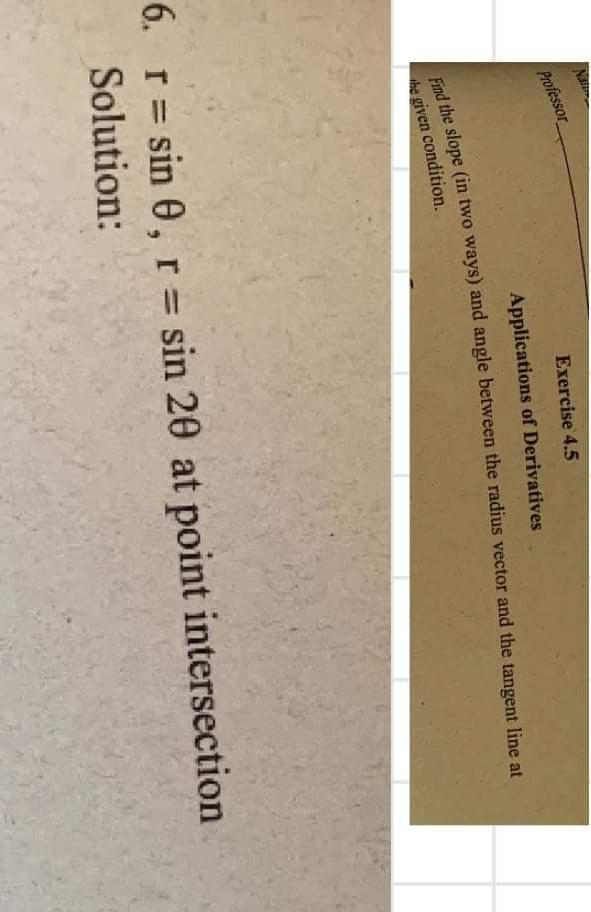 Professor
Exercise 4.5
Applications of Derivatives
Find the slope (in two ways) and angle between the radius vector and the tangent line at
the given condition.
6. r = sin θ, r = sin 2θ at point intersection
Solution: